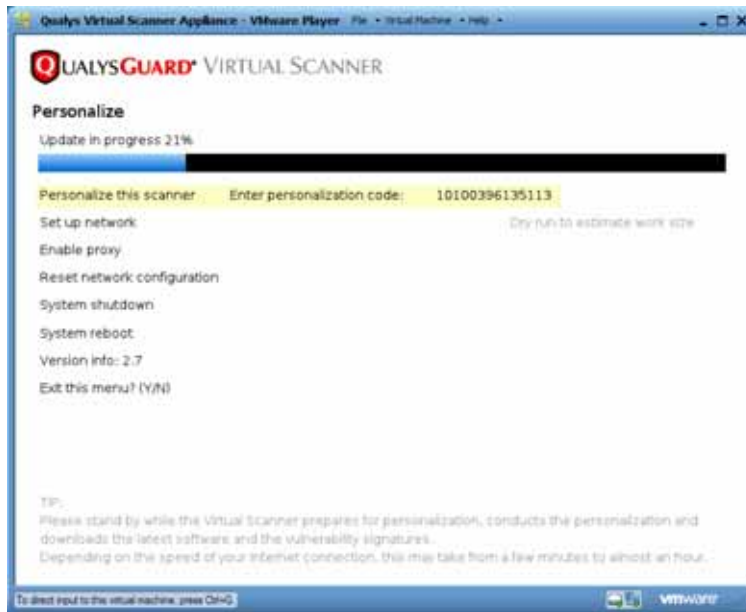 Qualys Virtual Scanner Appliance - VMware Player File • Virtual Machine • Help •
QUALYSGUARD® VIRTUAL SCANNER
Personalize
Update in progress 21%
Personalize this scanner Enter personalization code: 10100396135113
Set up network Dry run to estimate work size
Enable proxy
Reset network configuration
System shutdown
System reboot
Version info: 2.7
Exit this menu? (Y/N)
TIP:
Please stand by while the Virtual Scanner prepares for personalization, conducts the personalization and
downloads the latest software and the vulnerability signatures.
Depending on the speed of your internet connection, this may take from a few minutes to almost an hour.
To direct input to this virtual machine, press Ctrl+G. vmware